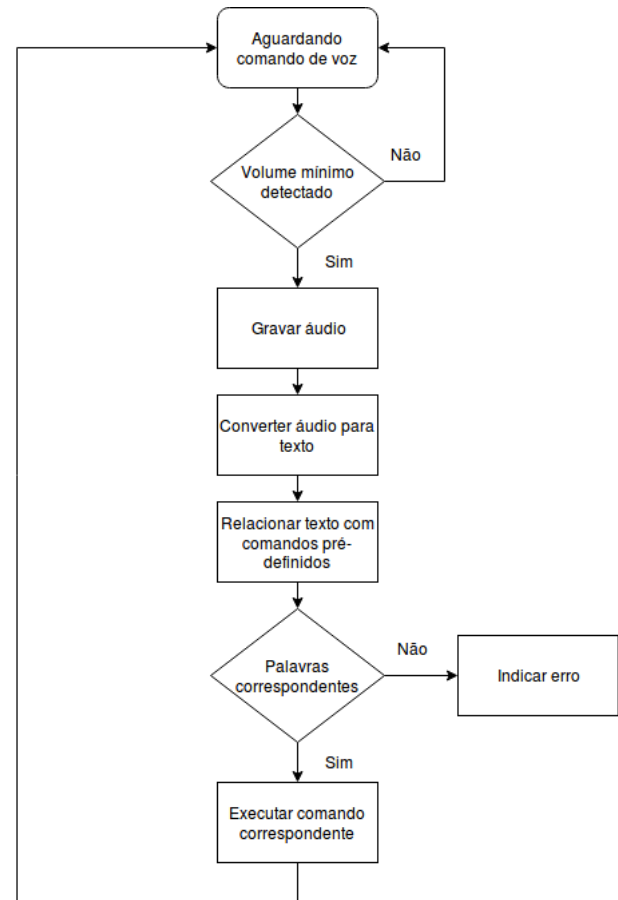 Aguardando
comando de voz
Não
Volume mínimo
detectado
Sim
Gravar áudio
Converter áudio para
texto
Relacionar texto com
comandos pré-
definidos
Não
Palavras
correspondentes
Indicar erro
Sim
Executar comando
correspondente